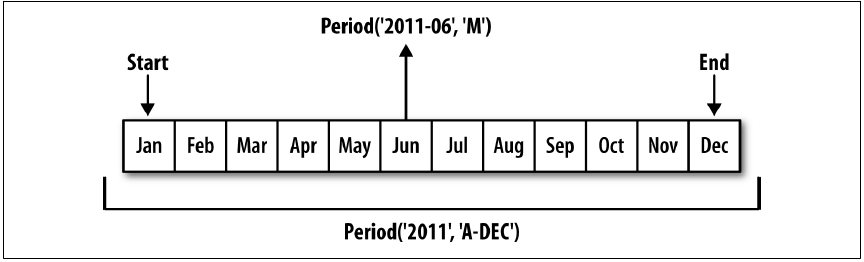 Period('2011-06', 'M')
Start End
Jan Feb Mar Apr May Jun Jul Aug Sep Oct Nov Dec
Period('2011', 'A-DEC')